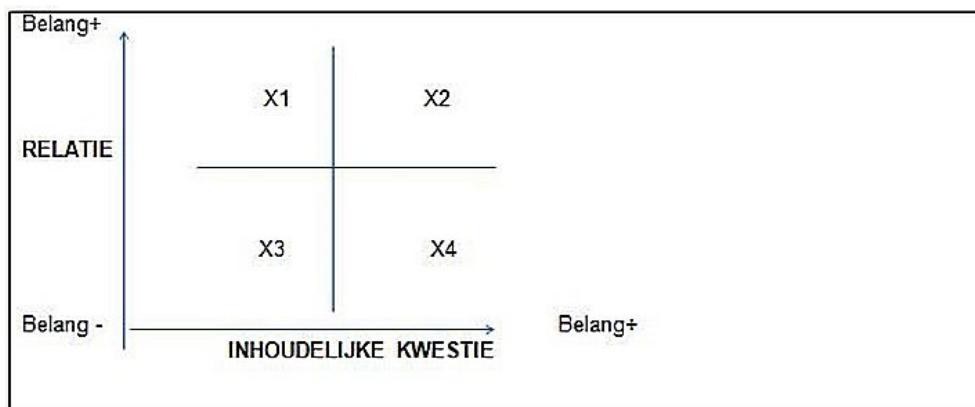 Belang+
X1 X2
RELATIE
X3 X4
Belang - Belang+
INHOUDELIJKE KWESTIE